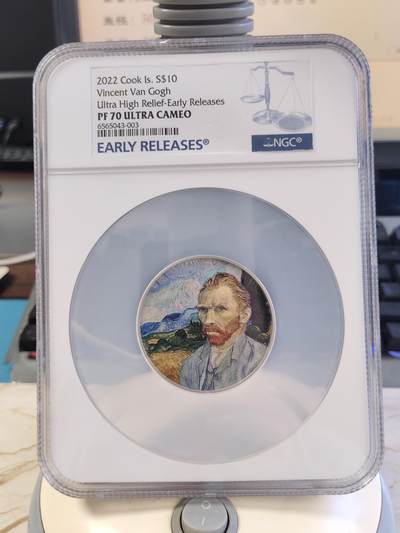 2022 Cook Is. S$10
Vincent Van Gogh
Ultra High Relief-Early Releases
PF 70 ULTRA CAMEO
6565043-003
EARLY RELEASES®
NGC®